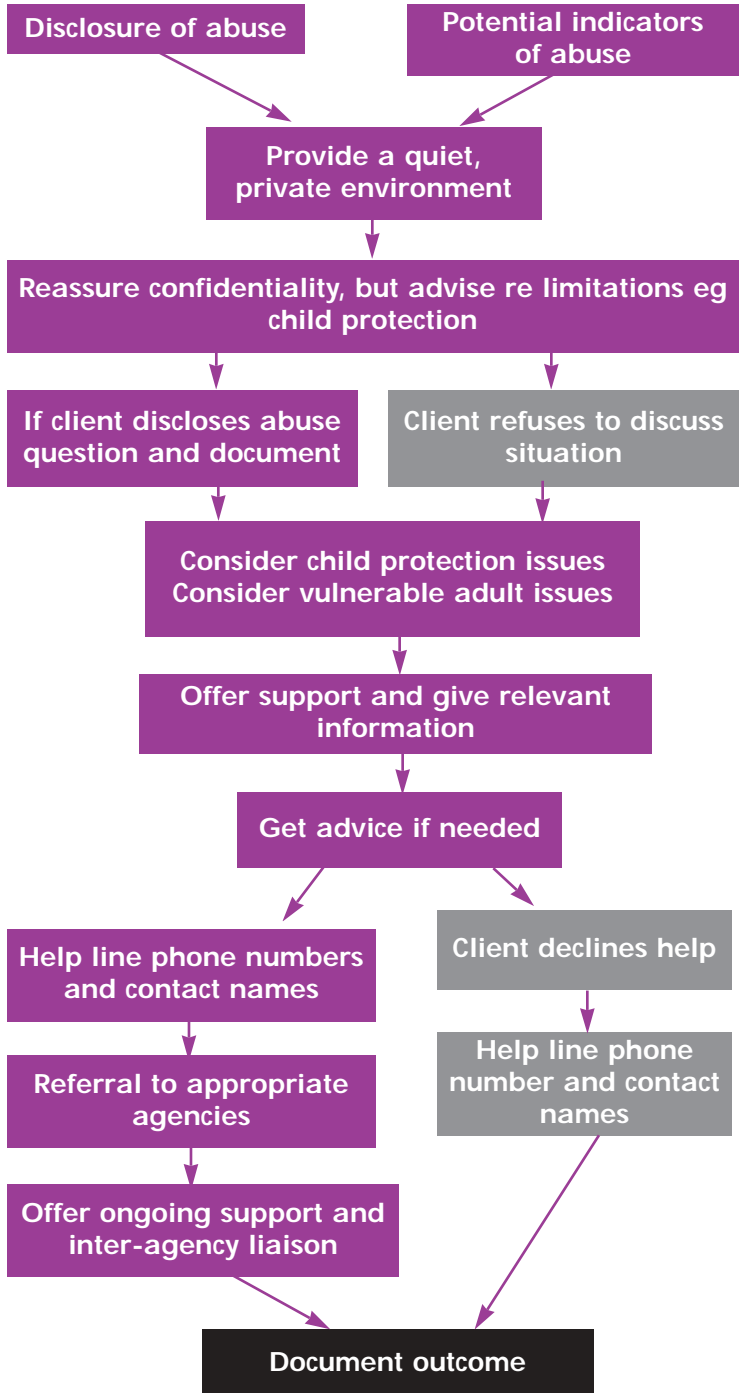 Disclosure of abuse
Potential indicators
of abuse
Provide a quiet,
private environment
Reassure confidentiality, but advise re limitations eg
child protection
If client discloses abuse
question and document
Client refuses to discuss
situation
Consider child protection issues
Consider vulnerable adult issues
Offer support and give relevant
information
Get advice if needed
Help line phone numbers
and contact names
Client declines help
Help line phone
number and contact
names
Referral to appropriate
agencies
Offer ongoing support and
inter-agency liaison
Document outcome